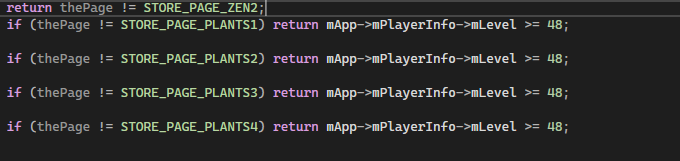 return thePage != STORE_PAGE_ZEN2;
if (thePage != STORE_PAGE_PLANTS1) return mApp->mPlayerInfo->mLevel >= 48;
if (thePage != STORE_PAGE_PLANTS2) return mApp->mPlayerInfo->mLevel >= 48;
if (thePage != STORE_PAGE_PLANTS3) return mApp->mPlayerInfo->mLevel >= 48;
if (thePage != STORE_PAGE_PLANTS4) return mApp->mPlayerInfo->mLevel >= 48;